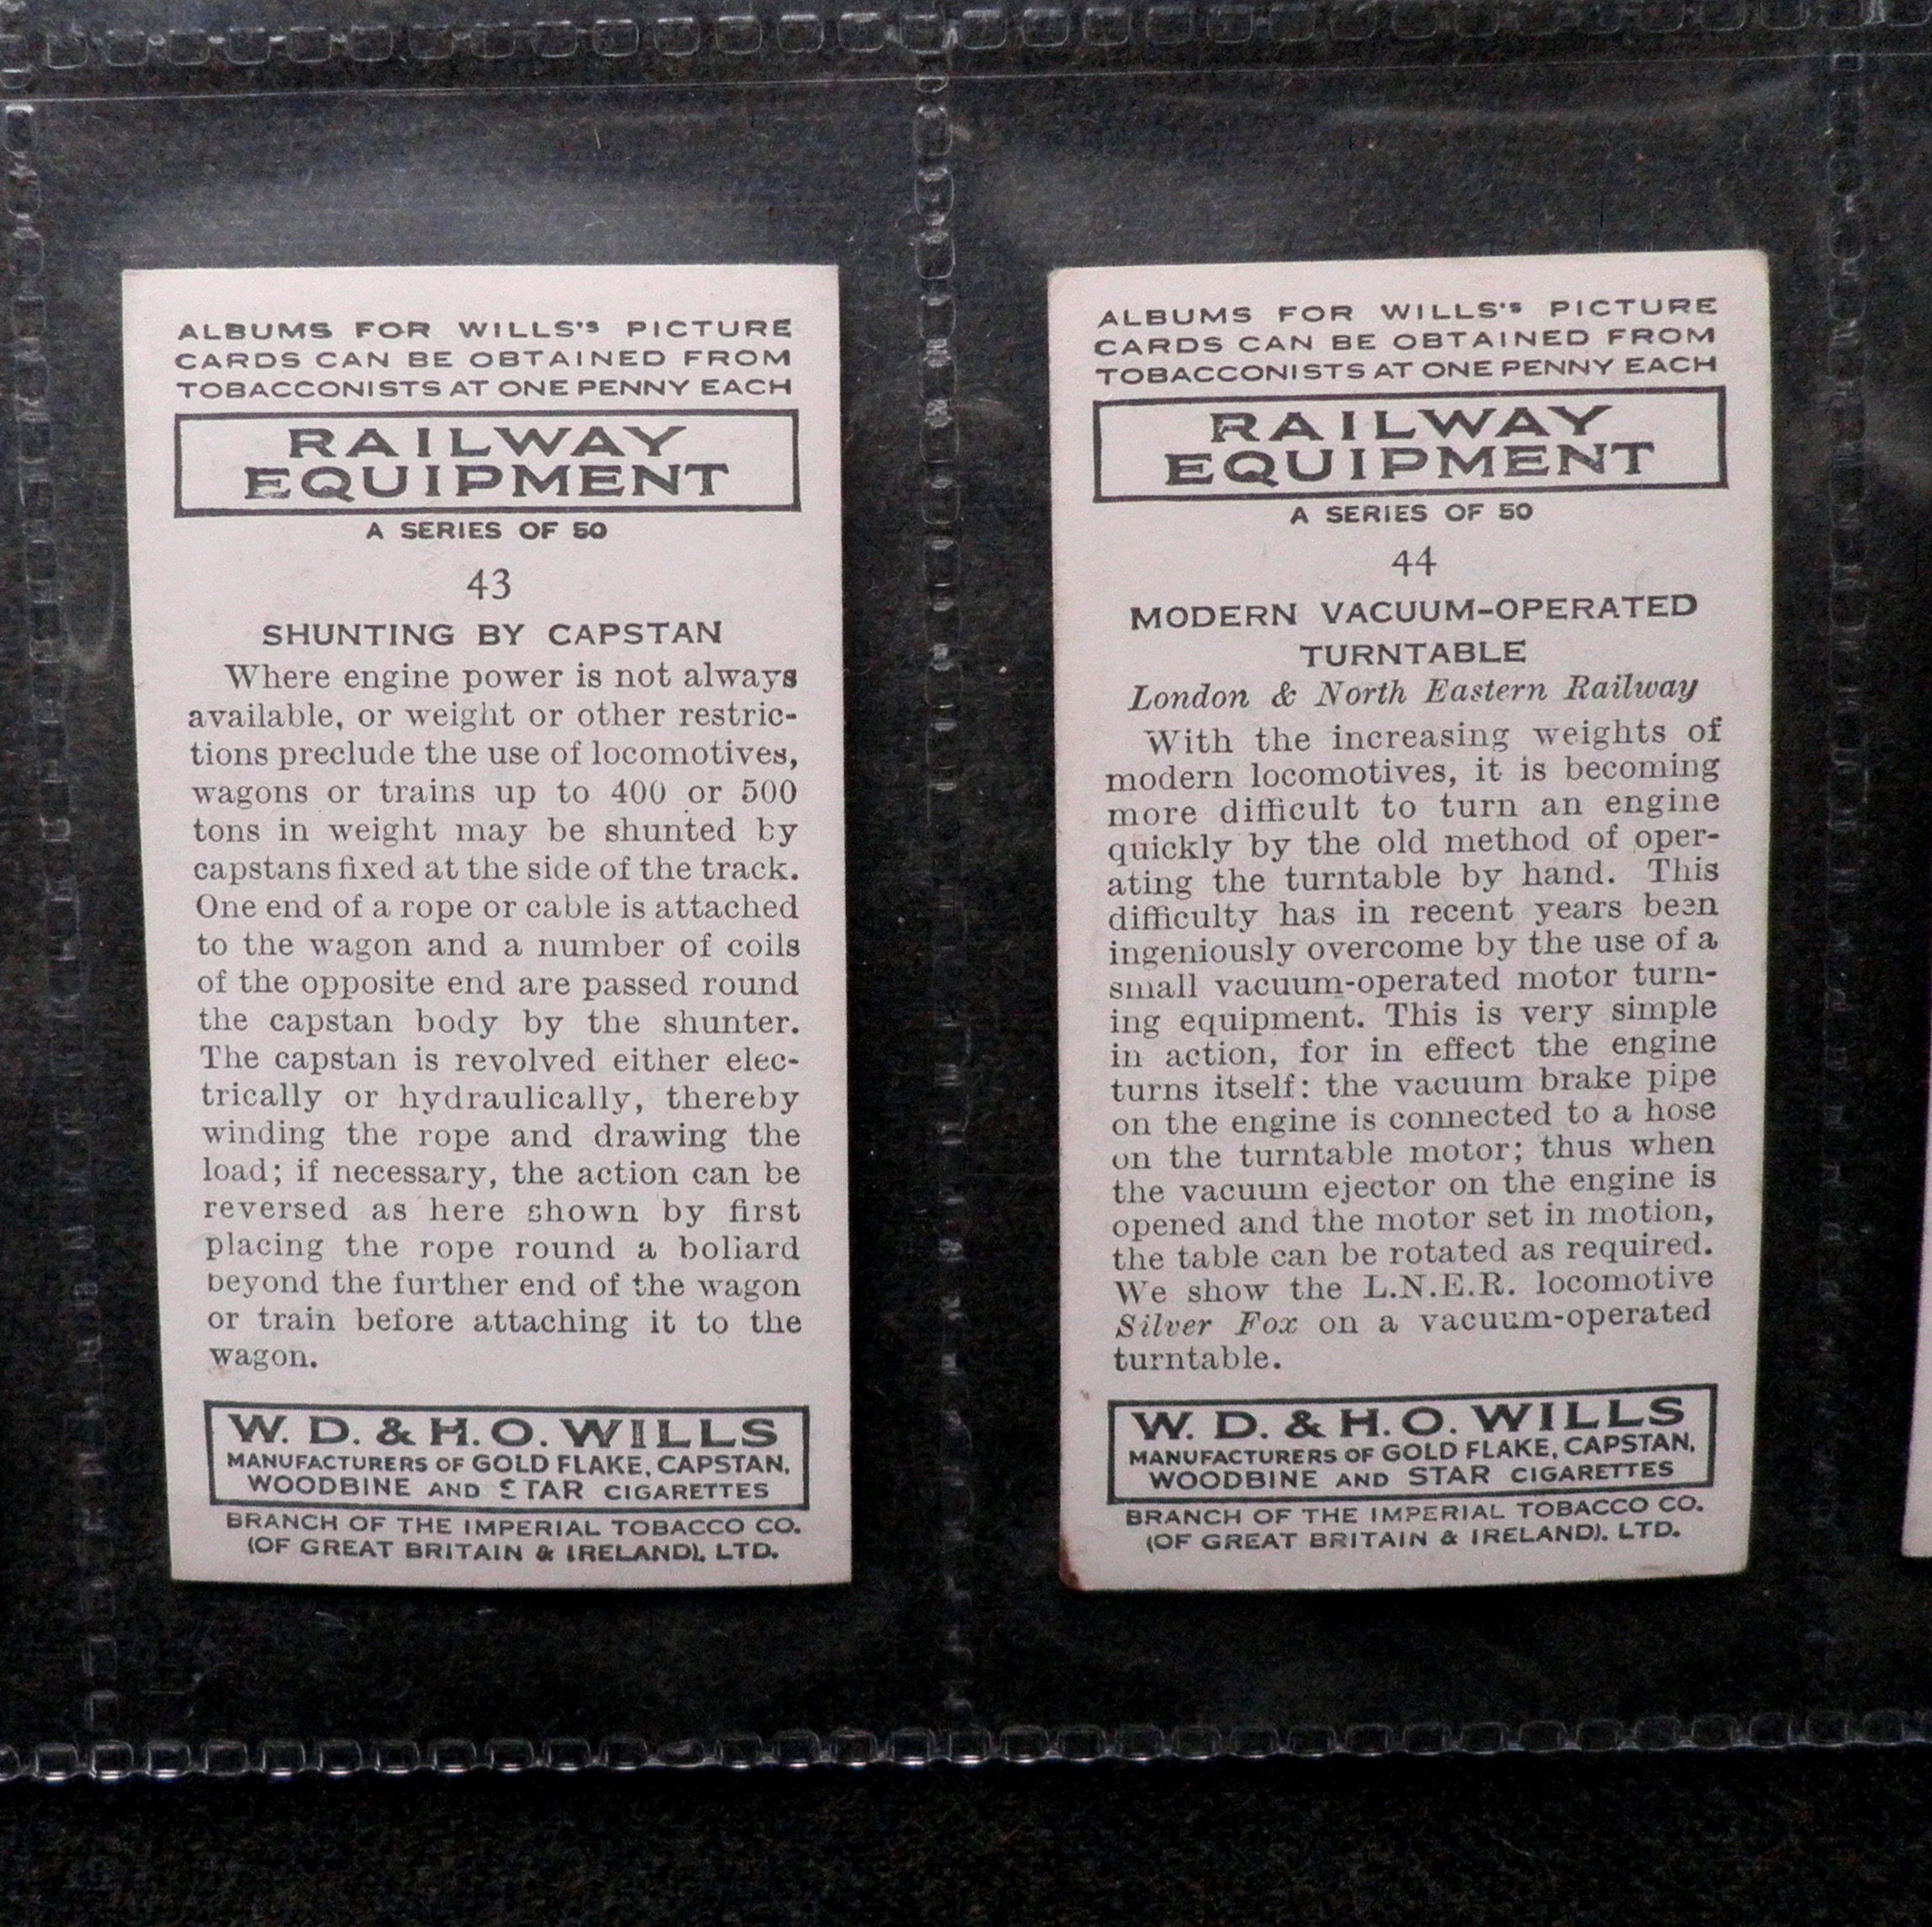 ALBUMS FOR WILLS'S PICTURE
CARDS CAN BE OBTAINED FROM
TOBACCONISTS AT ONE PENNY EACH
RAILWAY
EQUIPMENT
A SERIES OF 50
43
SHUNTING BY CAPSTAN
Where engine power is not always
available, or weight or other restric-
tions preclude the use of locomotives,
wagons or trains up to 400 or 500
tons in weight may be shunted by
capstans fixed at the side of the track.
One end of a rope or cable is attached
to the wagon and a number of coils
of the opposite end are passed round
the capstan body by the shunter.
The capstan is revolved either elec-
trically or hydraulically, thereby
winding the rope and drawing the
load; if necessary, the action can be
reversed as here shown by first
placing the rope round a bollard
beyond the further end of the wagon
or train before attaching it to the
wagon.
W. D. & H. O. WILLS
MANUFACTURERS OF GOLD FLAKE, CAPSTAN,
WOODBINE AND STAR CIGARETTES
BRANCH OF THE IMPERIAL TOBACCO CO.
(OF GREAT BRITAIN & IRELAND), LTD.
ALBUMS FOR WILLS'S PICTURE
CARDS CAN BE OBTAINED FROM
TOBACCONISTS AT ONE PENNY EACH
RAILWAY
EQUIPMENT
A SERIES OF 50
44
MODERN VACUUM-OPERATED
TURNTABLE
London & North Eastern Railway
With the increasing weights of
modern locomotives, it is becoming
more difficult to turn an engine
quickly by the old method of oper-
ating the turntable by hand. This
difficulty has in recent years been
ingeniously overcome by the use of a
small vacuum-operated motor turn-
ing equipment. This is very simple
in action, for in effect the engine
turns itself: the vacuum brake pipe
on the engine is connected to a hose
on the turntable motor; thus when
the vacuum ejector on the engine is
opened and the motor set in motion,
the table can be rotated as required.
We show the L.N.E.R. locomotive
Silver Fox on a vacuum-operated
turntable.
W. D. & H. O. WILLS
MANUFACTURERS OF GOLD FLAKE, CAPSTAN,
WOODBINE AND STAR CIGARETTES
BRANCH OF THE IMPERIAL TOBACCO CO.
(OF GREAT BRITAIN & IRELAND), LTD.